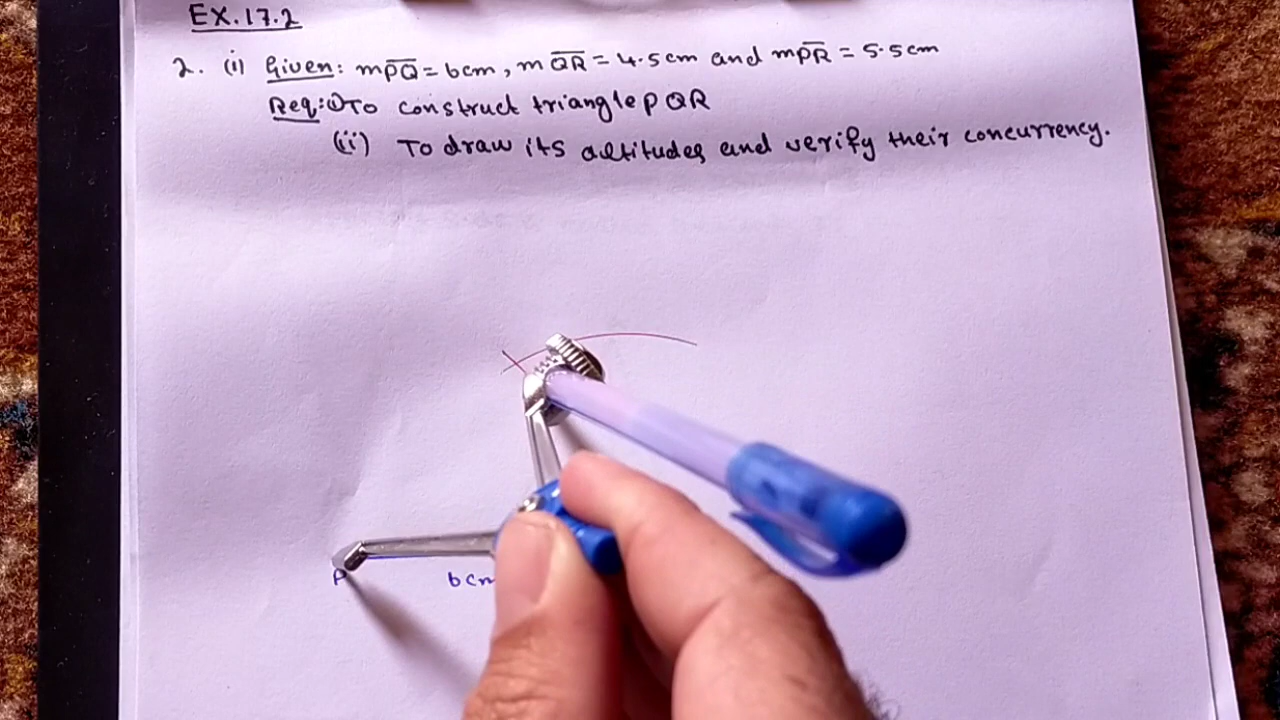 EX.17.2
2. (i) Given: mPQ = 6cm, m QR = 4.5cm and mPR = 5.5cm
Req:(i)To construct triangle PQR
(ii) To draw its altitudes and verify their concurrency.
P
6cm